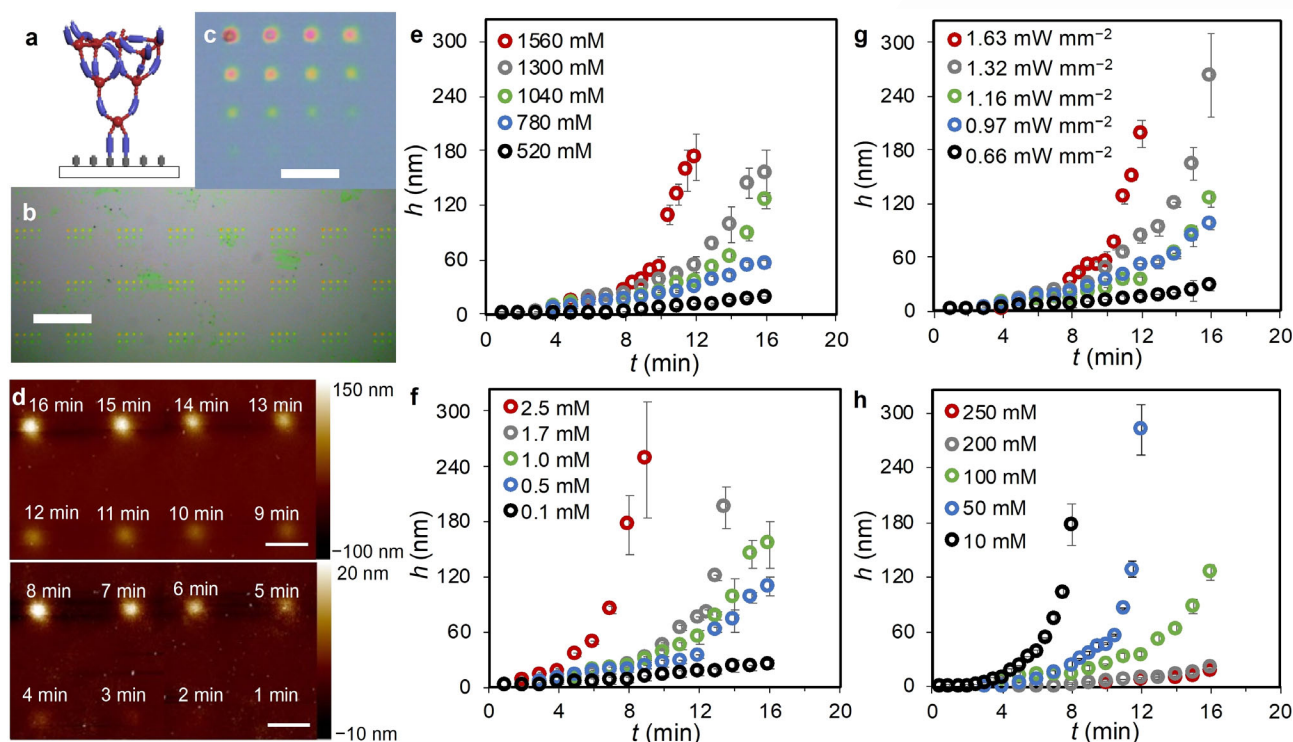 a
c
b
d
150 nm
16 min 15 min 14 min 13 min
12 min 11 min 10 min 9 min
−100 nm
20 nm
8 min 7 min 6 min 5 min
4 min 3 min 2 min 1 min
−10 nm
e
h (nm)
300
240
180
120
60
0
1560 mM
1300 mM
1040 mM
780 mM
520 mM
0 4 8 12 16 20
t (min)
g
h (nm)
300
240
180
120
60
0
1.63 mW mm⁻²
1.32 mW mm⁻²
1.16 mW mm⁻²
0.97 mW mm⁻²
0.66 mW mm⁻²
0 4 8 12 16 20
t (min)
f
h (nm)
300
240
180
120
60
0
2.5 mM
1.7 mM
1.0 mM
0.5 mM
0.1 mM
0 4 8 12 16 20
t (min)
h
h (nm)
300
240
180
120
60
0
250 mM
200 mM
100 mM
50 mM
10 mM
0 4 8 12 16 20
t (min)